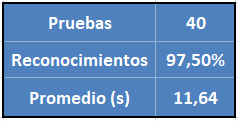 Pruebas 40
Reconocimientos 97,50%
Promedio (s) 11,64